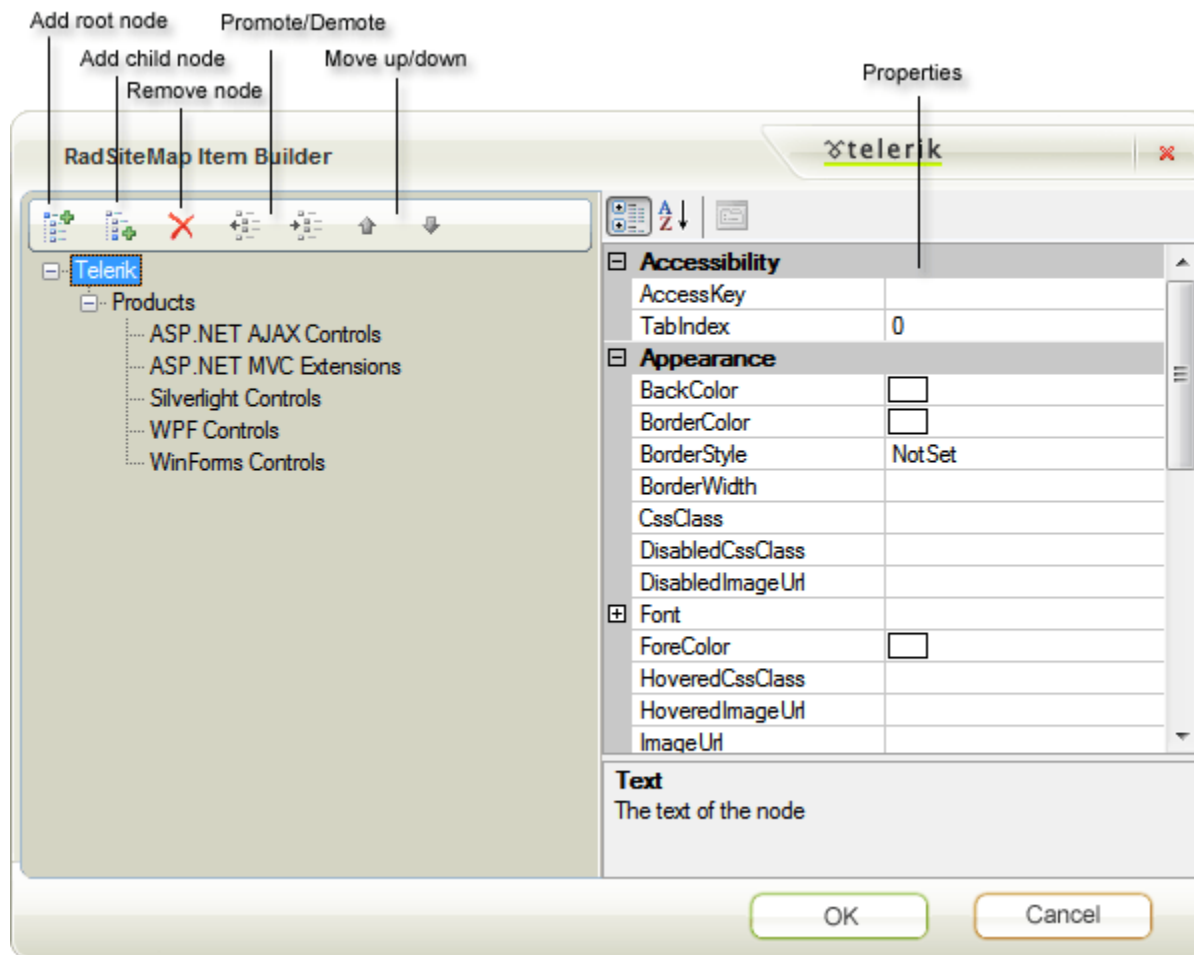 Add root node
Promote/Demote
Add child node
Move up/down
Remove node
Properties
RadSiteMap Item Builder
telerik
Telerik
Products
ASP.NET AJAX Controls
ASP.NET MVC Extensions
Silverlight Controls
WPF Controls
WinForms Controls
A
Z
Accessibility
AccessKey
TabIndex 0
Appearance
BackColor
BorderColor
BorderStyle NotSet
BorderWidth
CssClass
DisabledCssClass
DisabledImageUrl
Font
ForeColor
HoveredCssClass
HoveredImageUrl
ImageUrl
Text
The text of the node
OK
Cancel